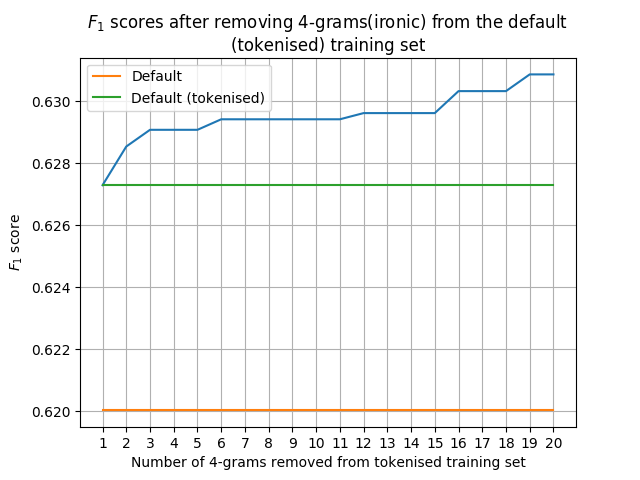 F₁ scores after removing 4-grams(ironic) from the default
(tokenised) training set
Default
Default (tokenised)
0.630
0.628
0.626
0.624
0.622
0.620
F₁ score
1 2 3 4 5 6 7 8 9 10 11 12 13 14 15 16 17 18 19 20
Number of 4-grams removed from tokenised training set